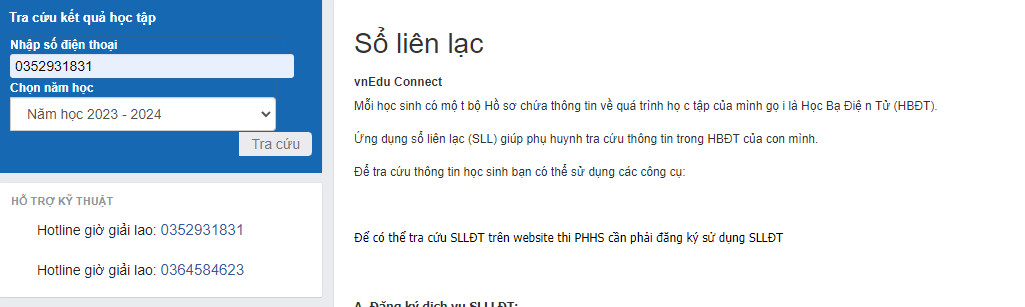 Tra cứu kết quả học tập
Nhập số điện thoại
0352931831
Chọn năm học
Năm học 2023 - 2024
Tra cứu
HỖ TRỢ KỸ THUẬT
Hotline giờ giải lao: 0352931831
Hotline giờ giải lao: 0364584623
Sổ liên lạc
vnEdu Connect
Mỗi học sinh có mộ t bộ Hồ sơ chứa thông tin về quá trình họ c tập của mình gọ i là Học Bạ Điệ n Tử (HBĐT).
Ứng dụng sổ liên lạc (SLL) giúp phụ huynh tra cứu thông tin trong HBĐT của con mình.
Để tra cứu thông tin học sinh bạn có thể sử dụng các công cụ:
Để có thể tra cứu SLLĐT trên website thi PHHS cần phải đăng ký sử dụng SLLĐT
A. Đăng ký dịch vụ SLLLĐT: